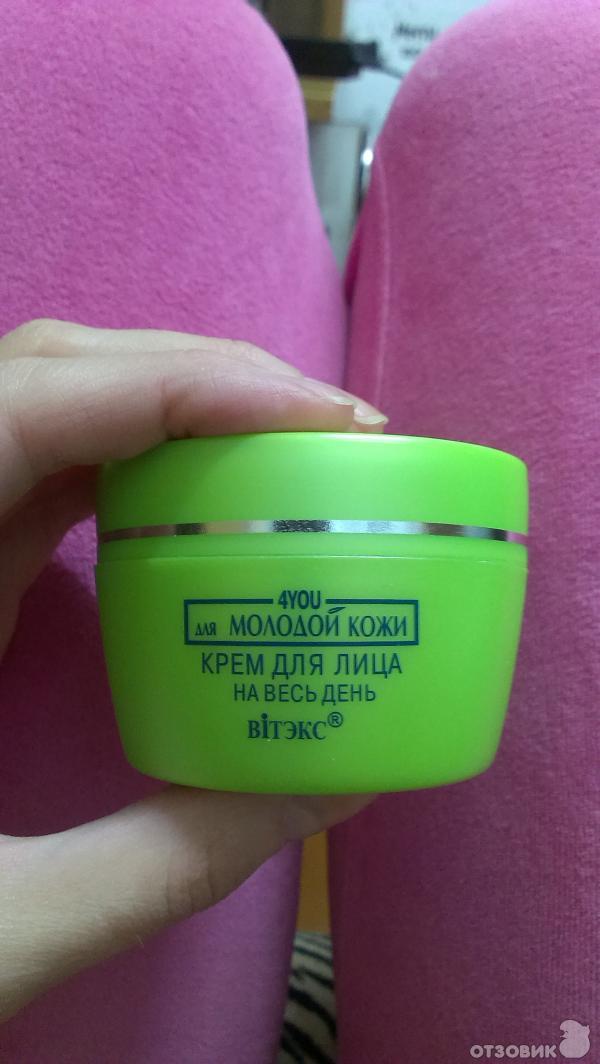 4YOU
для МОЛОДОЙ КОЖИ
КРЕМ ДЛЯ ЛИЦА
НА ВЕСЬ ДЕНЬ
вiтэкс®
ОТЗОВИК